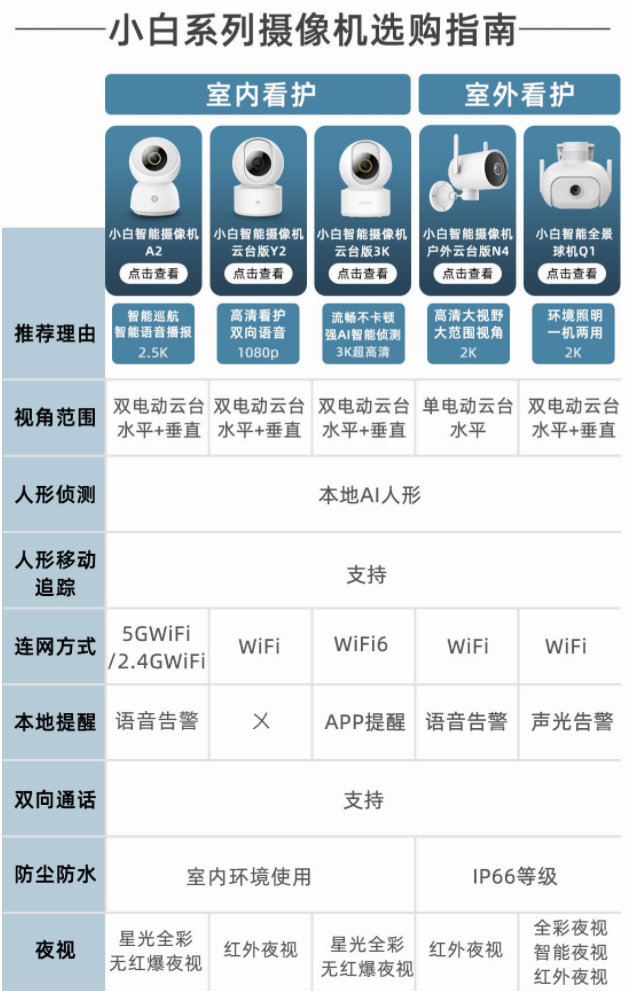 小白系列摄像机选购指南
室内看护
室外看护
小白智能摄像机
A2
点击查看
小白智能摄像机
云台版Y2
点击查看
小白智能摄像机
云台版3K
点击查看
小白智能摄像机
户外云台版N4
点击查看
小白智能全景
球机Q1
点击查看
推荐理由
智能巡航
智能语音播报
2.5K
高清看护
双向语音
1080p
流畅不卡顿
强AI智能侦测
3K超高清
高清大视野
大范围视角
2K
环境照明
一机两用
2K
视角范围
双电动云台
水平+垂直
双电动云台
水平+垂直
双电动云台
水平+垂直
单电动云台
水平
双电动云台
水平+垂直
人形侦测
本地AI人形
人形移动
追踪
支持
连网方式
5GWiFi
/2.4GWiFi
WiFi
WiFi6
WiFi
WiFi
本地提醒
语音告警
X
APP提醒
语音告警
声光告警
双向通话
支持
防尘防水
室内环境使用
IP66等级
夜视
星光全彩
无红爆夜视
红外夜视
星光全彩
无红爆夜视
红外夜视
全彩夜视
智能夜视
红外夜视